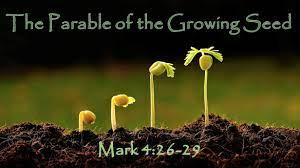 The Parable of the Growing Seed
Mark 4:26-29